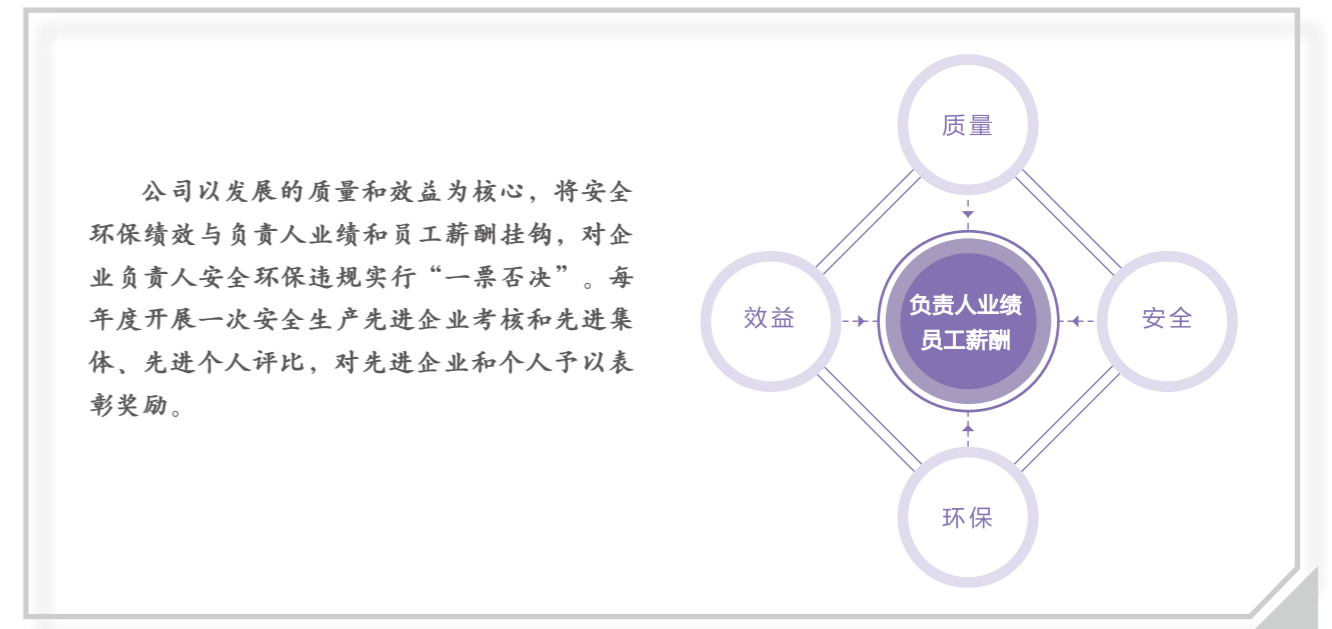 公司以发展的质量和效益为核心，将安全
环保绩效与负责人业绩和员工薪酬挂钩，对企
业负责人安全环保违规实行“一票否决”。每
年度开展一次安全生产先进企业考核和先进集
体、先进个人评比，对先进企业和个人予以表
彰奖励。
质量
效益
负责人业绩
员工薪酬
安全
环保